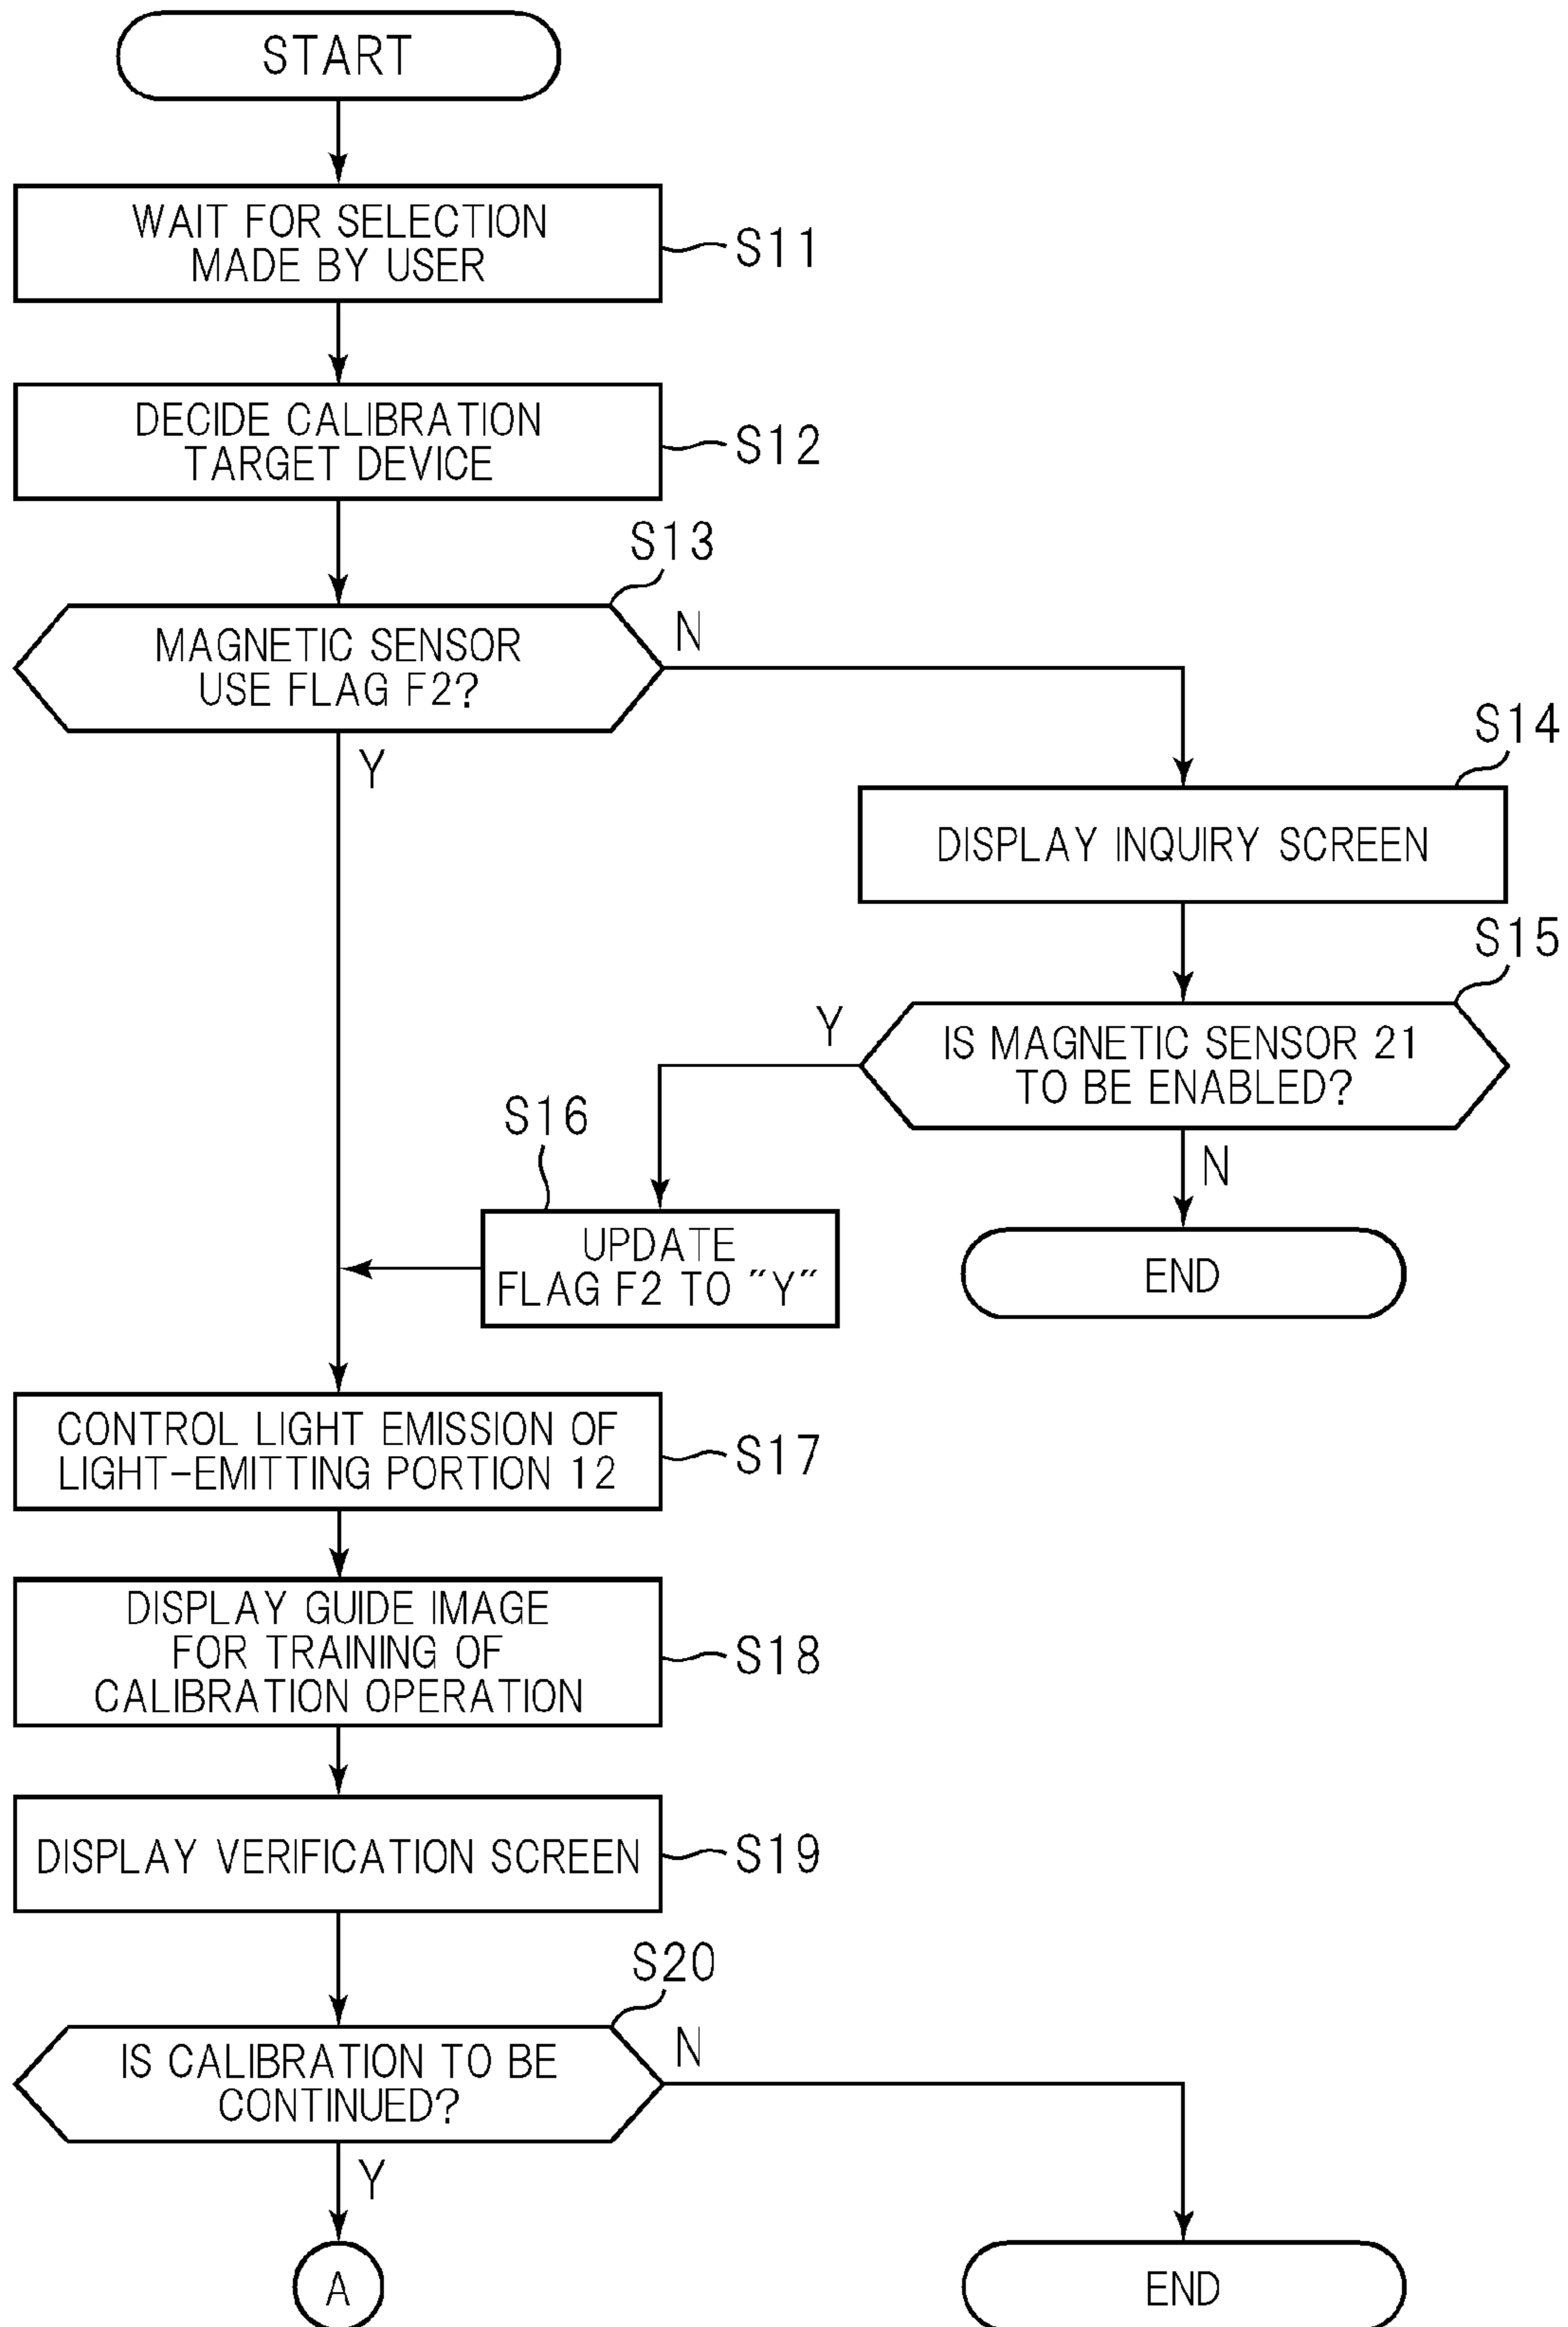 START
WAIT FOR SELECTION
MADE BY USER
S11
DECIDE CALIBRATION
TARGET DEVICE
S12
S13
MAGNETIC SENSOR
USE FLAG F2?
N
Y
S14
DISPLAY INQUIRY SCREEN
S15
IS MAGNETIC SENSOR 21
TO BE ENABLED?
Y
N
S16
UPDATE
FLAG F2 TO "Y"
END
CONTROL LIGHT EMISSION OF
LIGHT-EMITTING PORTION 12
S17
DISPLAY GUIDE IMAGE
FOR TRAINING OF
CALIBRATION OPERATION
S18
DISPLAY VERIFICATION SCREEN
S19
S20
IS CALIBRATION TO BE
CONTINUED?
N
Y
A
END